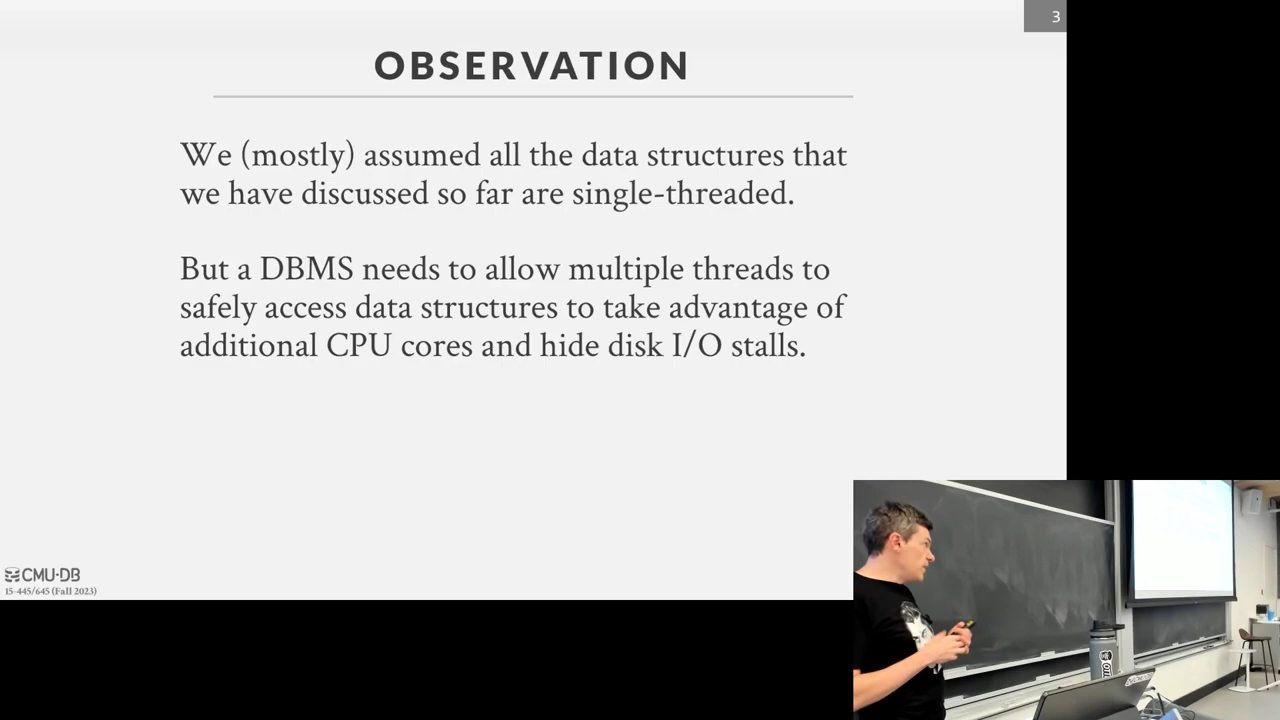 3
OBSERVATION
We (mostly) assumed all the data structures that
we have discussed so far are single-threaded.
But a DBMS needs to allow multiple threads to
safely access data structures to take advantage of
additional CPU cores and hide disk I/O stalls.
CMU·DB
15-445/645 (Fall 2023)